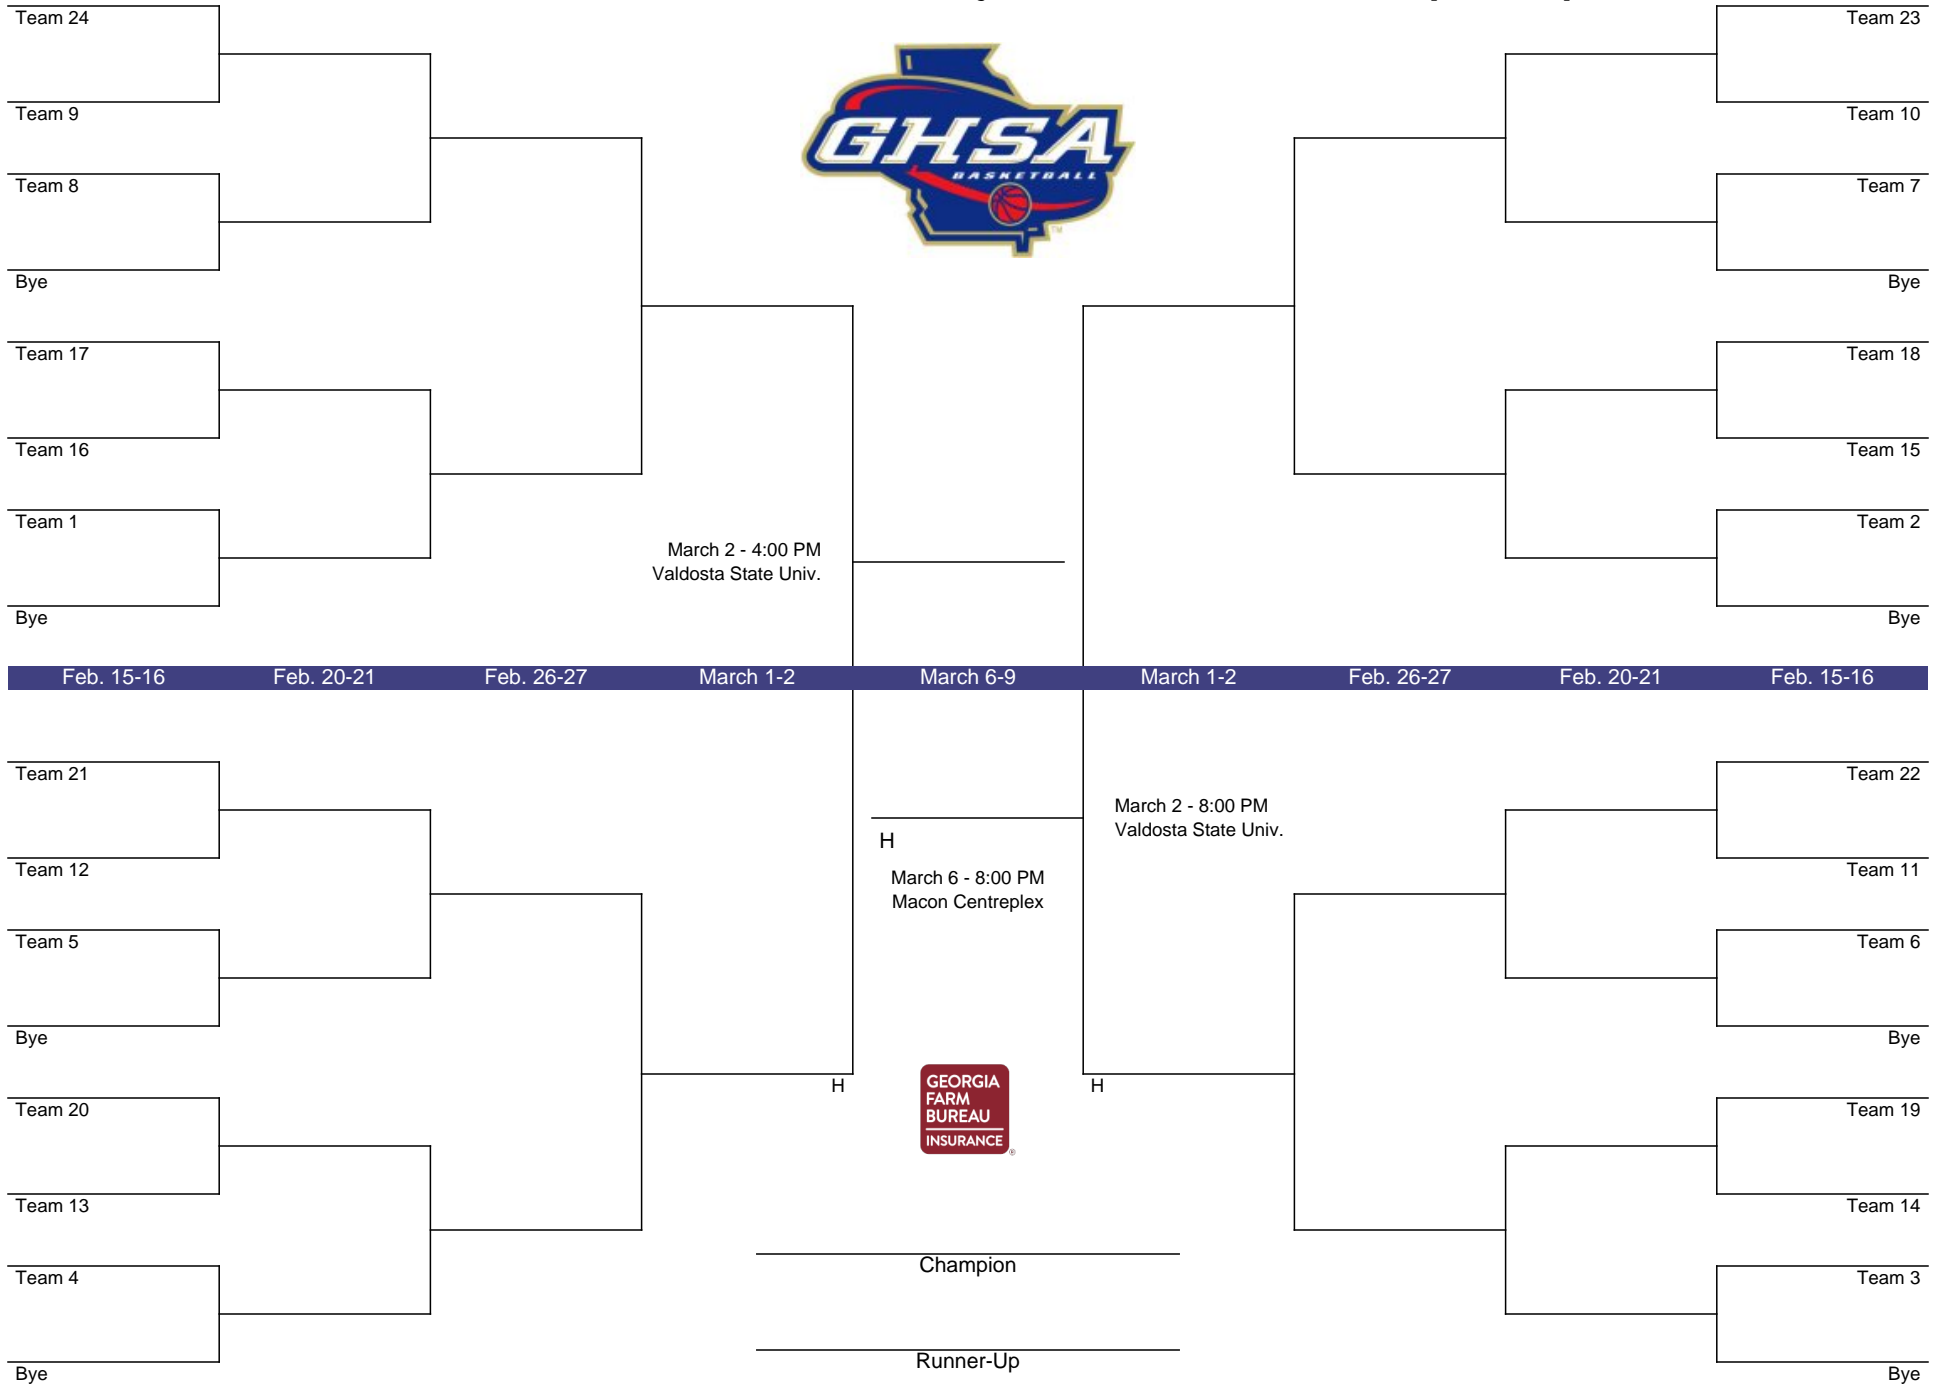 Team 24
Team 23
Team 9
Team 10
GHSA
BASKETBALL
TM
Team 8
Team 7
Bye
Bye
Team 17
Team 18
Team 16
Team 15
Team 1
Team 2
March 2 - 4:00 PM
Valdosta State Univ.
Bye
Bye
Feb. 15-16 Feb. 20-21 Feb. 26-27 March 1-2 March 6-9 March 1-2 Feb. 26-27 Feb. 20-21 Feb. 15-16
Team 21
Team 22
March 2 - 8:00 PM
Valdosta State Univ.
H
Team 12
Team 11
March 6 - 8:00 PM
Macon Centreplex
Team 5
Team 6
Bye
Bye
H
H
GEORGIA
FARM
BUREAU
INSURANCE
®
Team 20
Team 19
Team 13
Team 14
Champion
Team 4
Team 3
Runner-Up
Bye
Bye